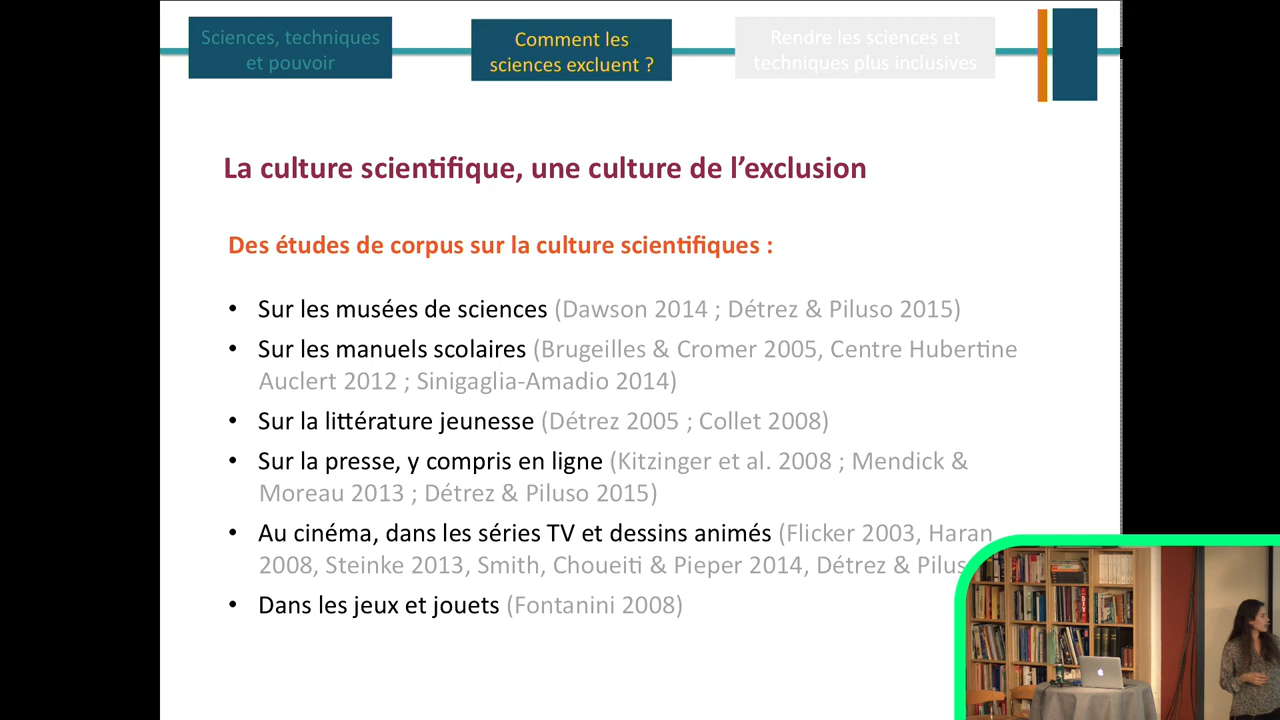 Sciences, techniques
et pouvoir
Comment les
sciences excluent ?
Rendre les sciences et
techniques plus inclusives
La culture scientifique, une culture de l’exclusion
Des études de corpus sur la culture scientifiques :
• Sur les musées de sciences (Dawson 2014 ; Détrez & Piluso 2015)
• Sur les manuels scolaires (Brugeilles & Cromer 2005, Centre Hubertine
Auclert 2012 ; Sinigaglia-Amadio 2014)
• Sur la littérature jeunesse (Détrez 2005 ; Collet 2008)
• Sur la presse, y compris en ligne (Kitzinger et al. 2008 ; Mendick &
Moreau 2013 ; Détrez & Piluso 2015)
• Au cinéma, dans les séries TV et dessins animés (Flicker 2003, Haran
2008, Steinke 2013, Smith, Choueiti & Pieper 2014, Détrez & Pilus
• Dans les jeux et jouets (Fontanini 2008)